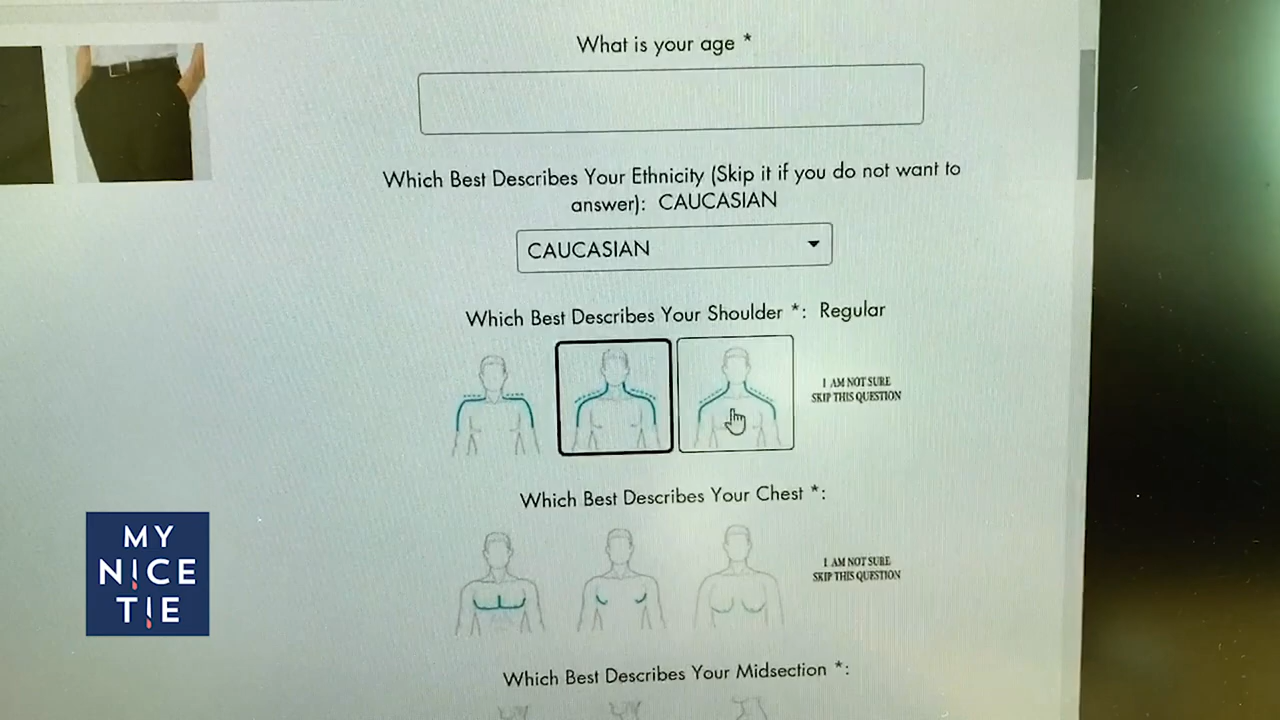 What is your age *
Which Best Describes Your Ethnicity (Skip it if you do not want to
answer): CAUCASIAN
CAUCASIAN
Which Best Describes Your Shoulder *: Regular
I AM NOT SURE
SKIP THIS QUESTION
Which Best Describes Your Chest *:
I AM NOT SURE
SKIP THIS QUESTION
MY
NICE
TIE
Which Best Describes Your Midsection *: